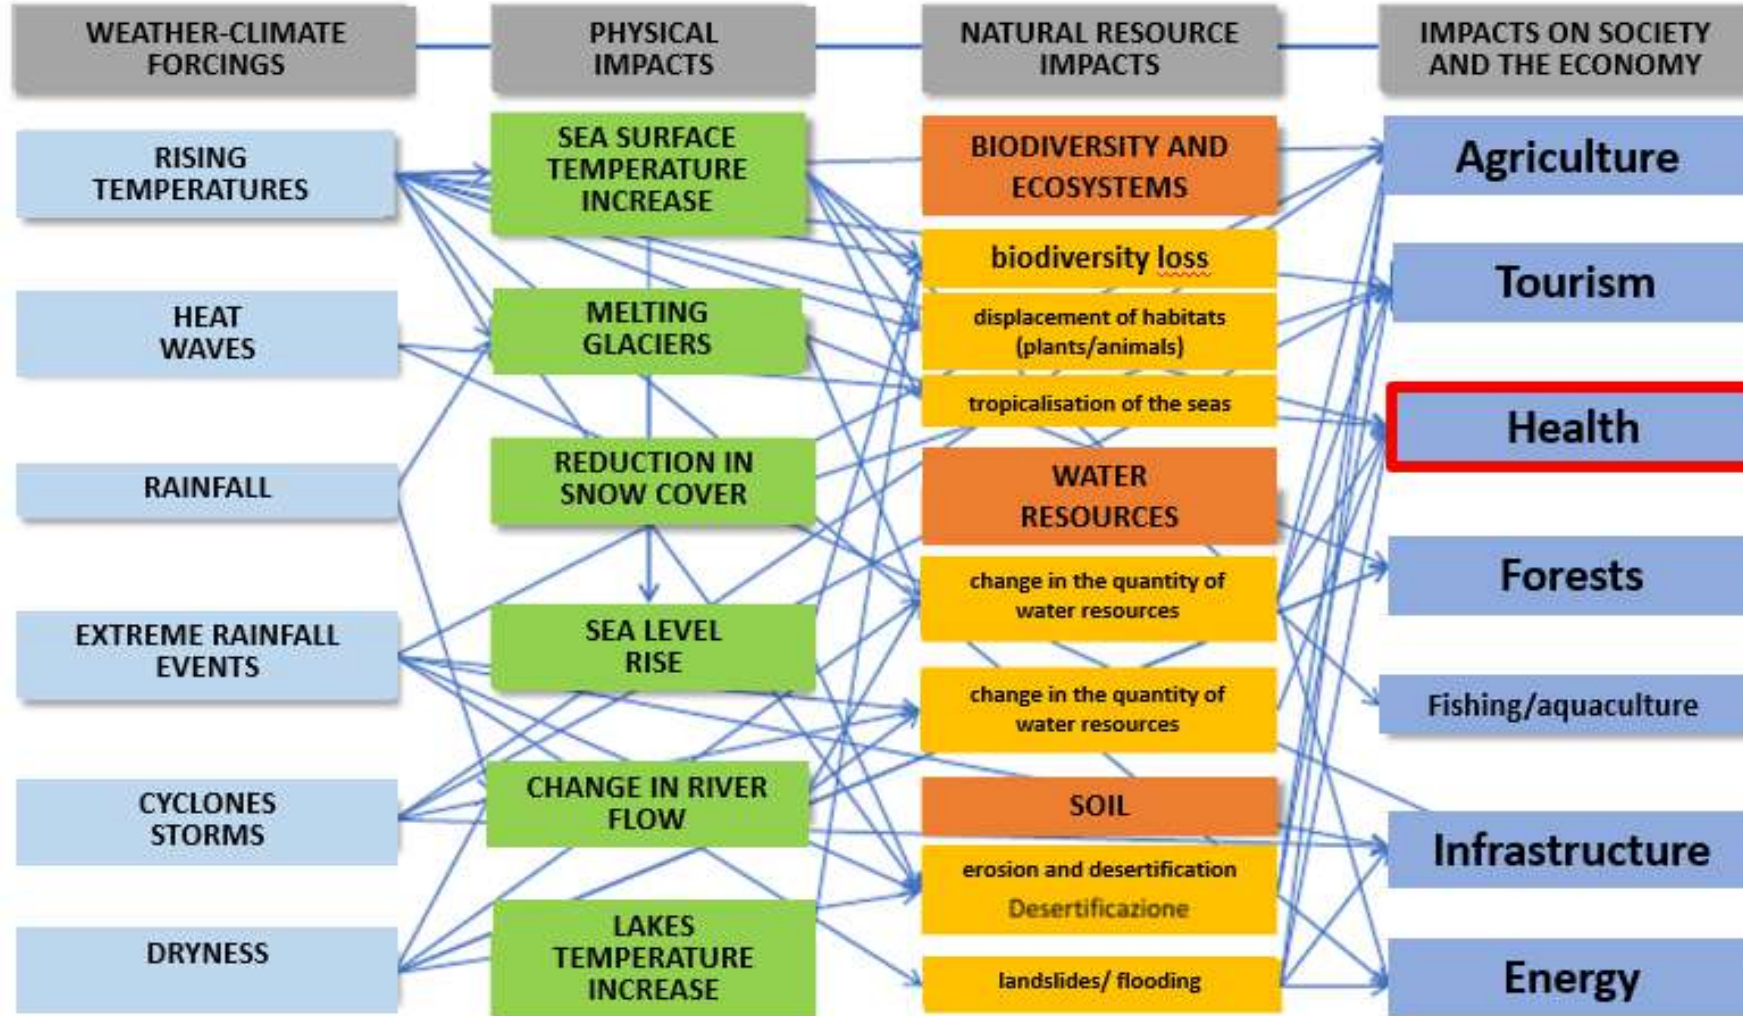 WEATHER-CLIMATE
FORCINGS
PHYSICAL
IMPACTS
NATURAL RESOURCE
IMPACTS
IMPACTS ON SOCIETY
AND THE ECONOMY
RISING
TEMPERATURES
HEAT
WAVES
RAINFALL
EXTREME RAINFALL
EVENTS
CYCLONES
STORMS
DRYNESS
SEA SURFACE
TEMPERATURE
INCREASE
MELTING
GLACIERS
REDUCTION IN
SNOW COVER
SEA LEVEL
RISE
CHANGE IN RIVER
FLOW
LAKES
TEMPERATURE
INCREASE
BIODIVERSITY AND
ECOSYSTEMS
biodiversity loss
displacement of habitats
(plants/animals)
tropicalisation of the seas
WATER
RESOURCES
change in the quantity of
water resources
change in the quantity of
water resources
SOIL
erosion and desertification
Desertificazione
landslides/ flooding
Agriculture
Tourism
Health
Forests
Fishing/aquaculture
Infrastructure
Energy